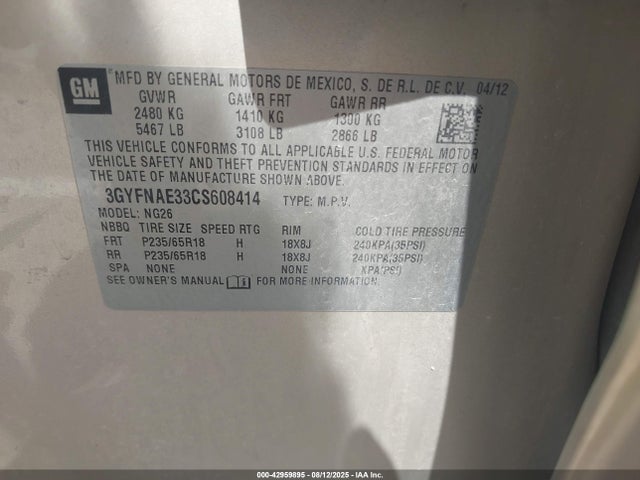 GM
MFD BY GENERAL MOTORS DE MEXICO, S. DE R.L. DE C.V. 04/12
GVWR GAWR FRT GAWR RR
2480 KG 1410 KG 1300 KG
5467 LB 3108 LB 2866 LB
THIS VEHICLE CONFORMS TO ALL APPLICABLE U.S. FEDERAL MOTOR
VEHICLE SAFETY AND THEFT PREVENTION STANDARDS IN EFFECT ON
THE DATE OF MANUFACTURE SHOWN ABOVE.
3GYFNAE33CS608414 TYPE: M.P.V.
MODEL: NG26
NBBQ TIRE SIZE SPEED RTG RIM COLD TIRE PRESSURE
FRT P235/65R18 H 18X8J 240KPA(35PSI)
RR P235/65R18 H 18X8J 240KPA(35PSI)
SPA NONE NONE KPA(PSI)
SEE OWNER'S MANUAL FOR MORE INFORMATION.
000-42959895 - 08/12/2025 - IAA Inc.